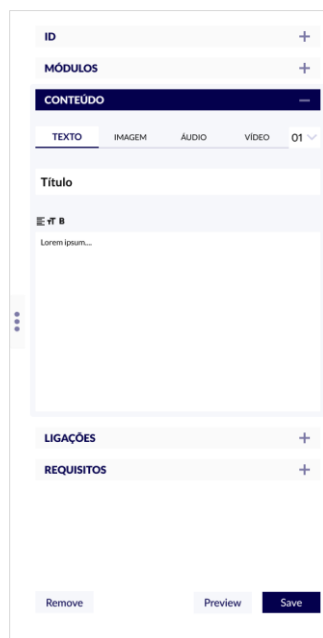 ID
MÓDULOS
CONTEÚDO
TEXTO IMAGEM ÁUDIO VÍDEO 01
Título
B
Lorem ipsum...
LIGAÇÕES
REQUISITOS
Remove Preview Save